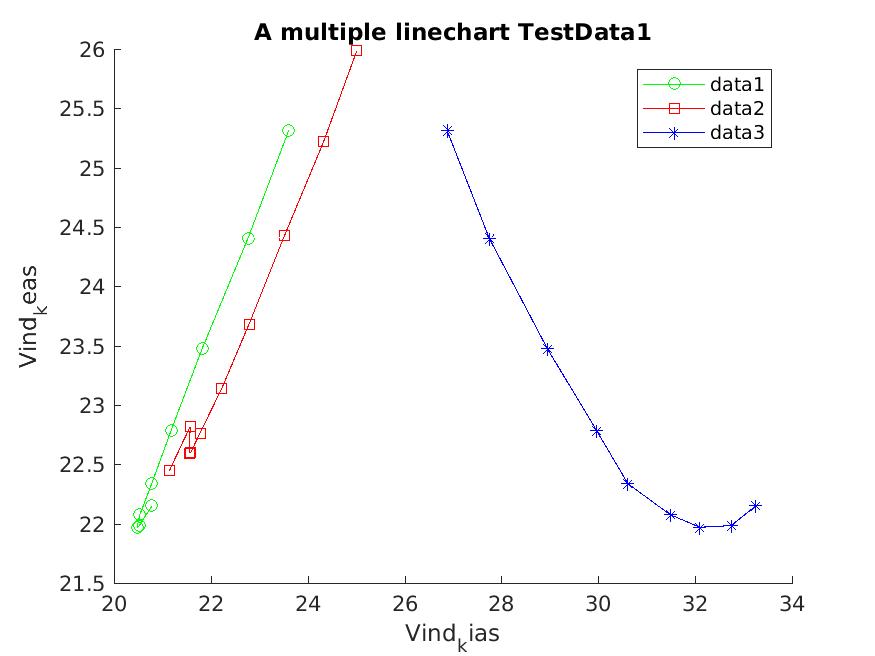 A multiple linechart TestData1
26
25.5
25
24.5
24
23.5
23
22.5
22
21.5
Vind_keas
data1
data2
data3
20 22 24 26 28 30 32 34
Vind_kias